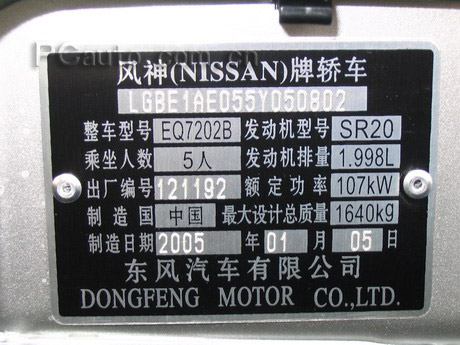 PCauto.com.cn
风神(NISSAN)牌轿车
LGBE1AE055Y050802
整车型号 EQ7202B 发动机型号 SR20
乘坐人数 5人 发动机排量 1.998L
出厂编号 121192 额定功率 107kW
制造国 中国 最大设计总质量 1640k9
制造日期 2005 年 01 月 05 日
东风汽车有限公司
DONGFENG MOTOR CO.,LTD.